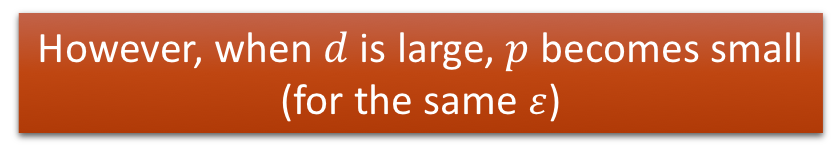 However, when 𝑑 is large, 𝑝 becomes small
(for the same 𝜀)